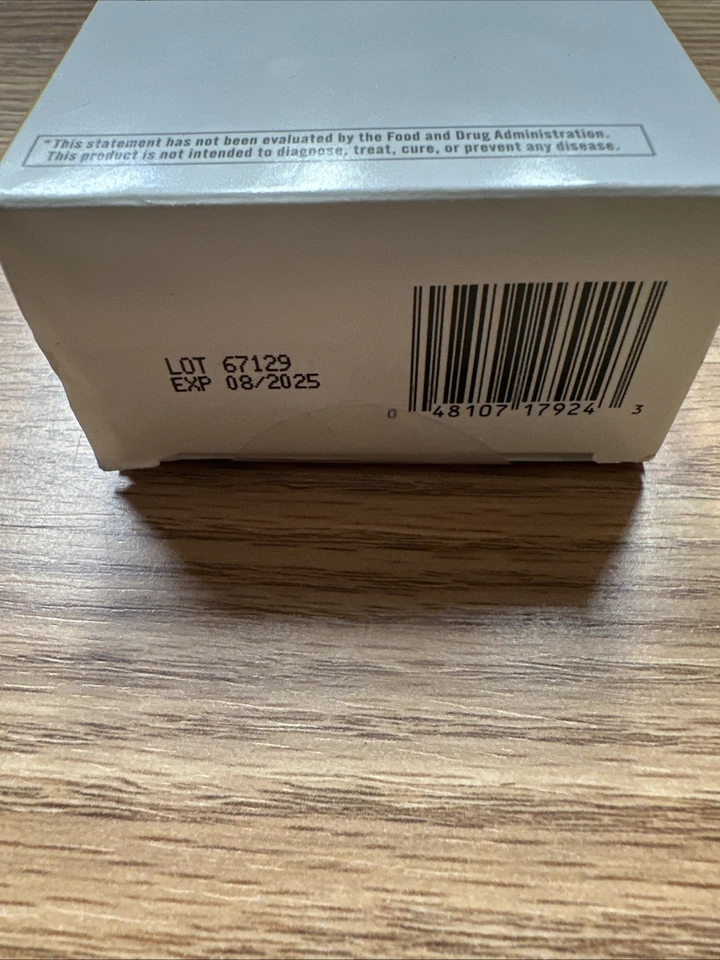 *This statement has not been evaluated by the Food and Drug Administration.
This product is not intended to diagnose, treat, cure, or prevent any disease.
LOT 67129
EXP 08/2025
0 48107 17924 3